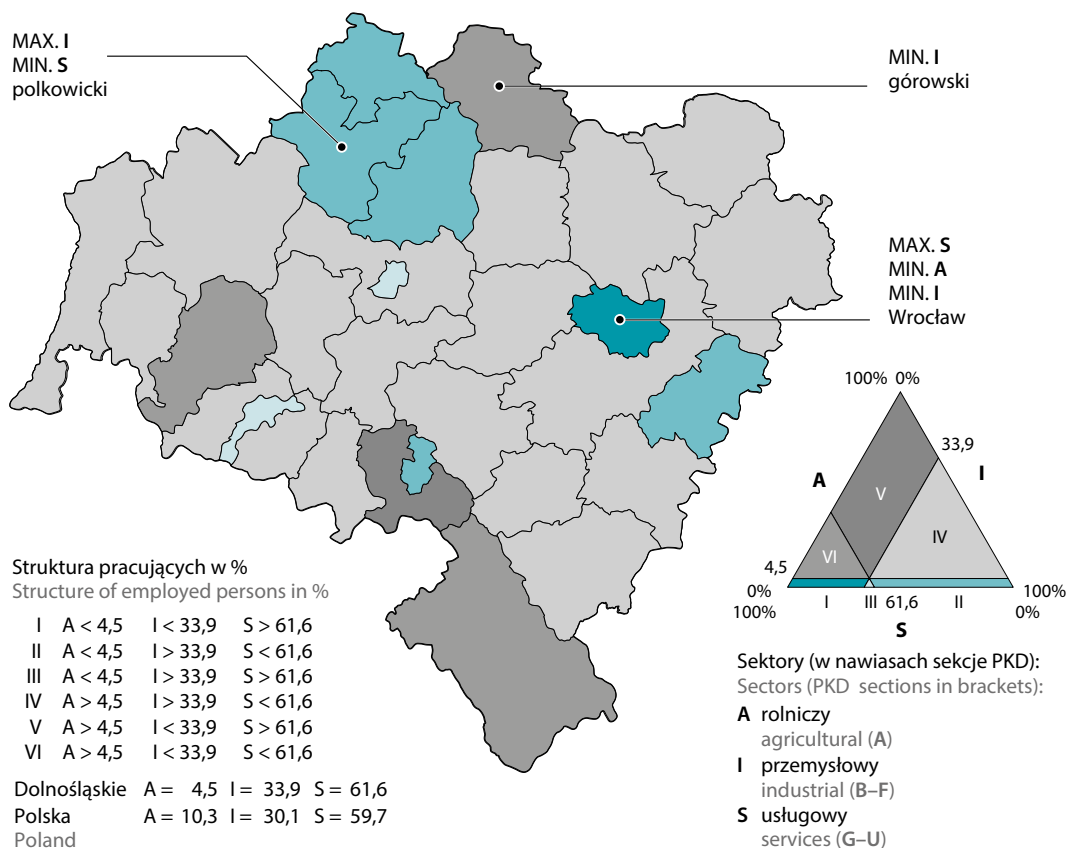 MAX. I
MIN. S
polkowicki
MIN. I
górowski
MAX. S
MIN. A
MIN. I
Wrocław
100% 0%
33,9
A
I
V
IV
VI
4,5
0%
100%
I
III
61,6
II
100%
0%
S
Struktura pracujących w %
Structure of employed persons in %
I A < 4,5 I < 33,9 S > 61,6
II A < 4,5 I > 33,9 S < 61,6
III A < 4,5 I > 33,9 S > 61,6
IV A > 4,5 I > 33,9 S < 61,6
V A > 4,5 I < 33,9 S > 61,6
VI A > 4,5 I < 33,9 S < 61,6
Dolnośląskie A = 4,5 I = 33,9 S = 61,6
Polska A = 10,3 I = 30,1 S = 59,7
Poland
Sektory (w nawiasach sekcje PKD):
Sectors (PKD sections in brackets):
A rolniczy
agricultural (A)
I przemysłowy
industrial (B–F)
S usługowy
services (G–U)